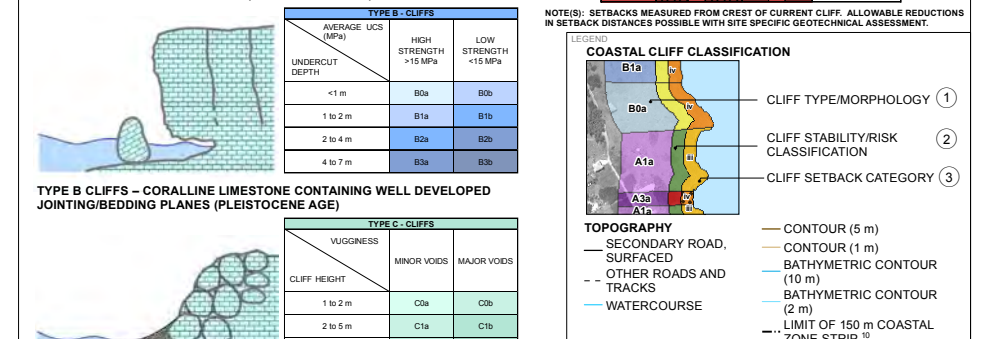 TYPE B - CLIFFS
AVERAGE UCS
(MPa)
UNDERCUT
DEPTH
HIGH
STRENGTH
>15 MPa
LOW
STRENGTH
<15 MPa
<1 m
B0a
B0b
1 to 2 m
B1a
B1b
2 to 4 m
B2a
B2b
4 to 7 m
B3a
B3b
TYPE B CLIFFS – CORALLINE LIMESTONE CONTAINING WELL DEVELOPED
JOINTING/BEDDING PLANES (PLEISTOCENE AGE)
TYPE C - CLIFFS
VUGGINESS
CLIFF HEIGHT
MINOR VOIDS
MAJOR VOIDS
1 to 2 m
C0a
C0b
2 to 5 m
C1a
C1b
NOTE(S): SETBACKS MEASURED FROM CREST OF CURRENT CLIFF. ALLOWABLE REDUCTIONS
IN SETBACK DISTANCES POSSIBLE WITH SITE SPECIFIC GEOTECHNICAL ASSESSMENT.
LEGEND
COASTAL CLIFF CLASSIFICATION
B1a
iv
B0a
iv
A1a
iii
A3a
iv
A1a
iii
CLIFF TYPE/MORPHOLOGY 1
CLIFF STABILITY/RISK
CLASSIFICATION 2
CLIFF SETBACK CATEGORY 3
TOPOGRAPHY
SECONDARY ROAD,
SURFACED
OTHER ROADS AND
TRACKS
WATERCOURSE
CONTOUR (5 m)
CONTOUR (1 m)
BATHYMETRIC CONTOUR
(10 m)
BATHYMETRIC CONTOUR
(2 m)
LIMIT OF 150 m COASTAL
ZONE STRIP 10